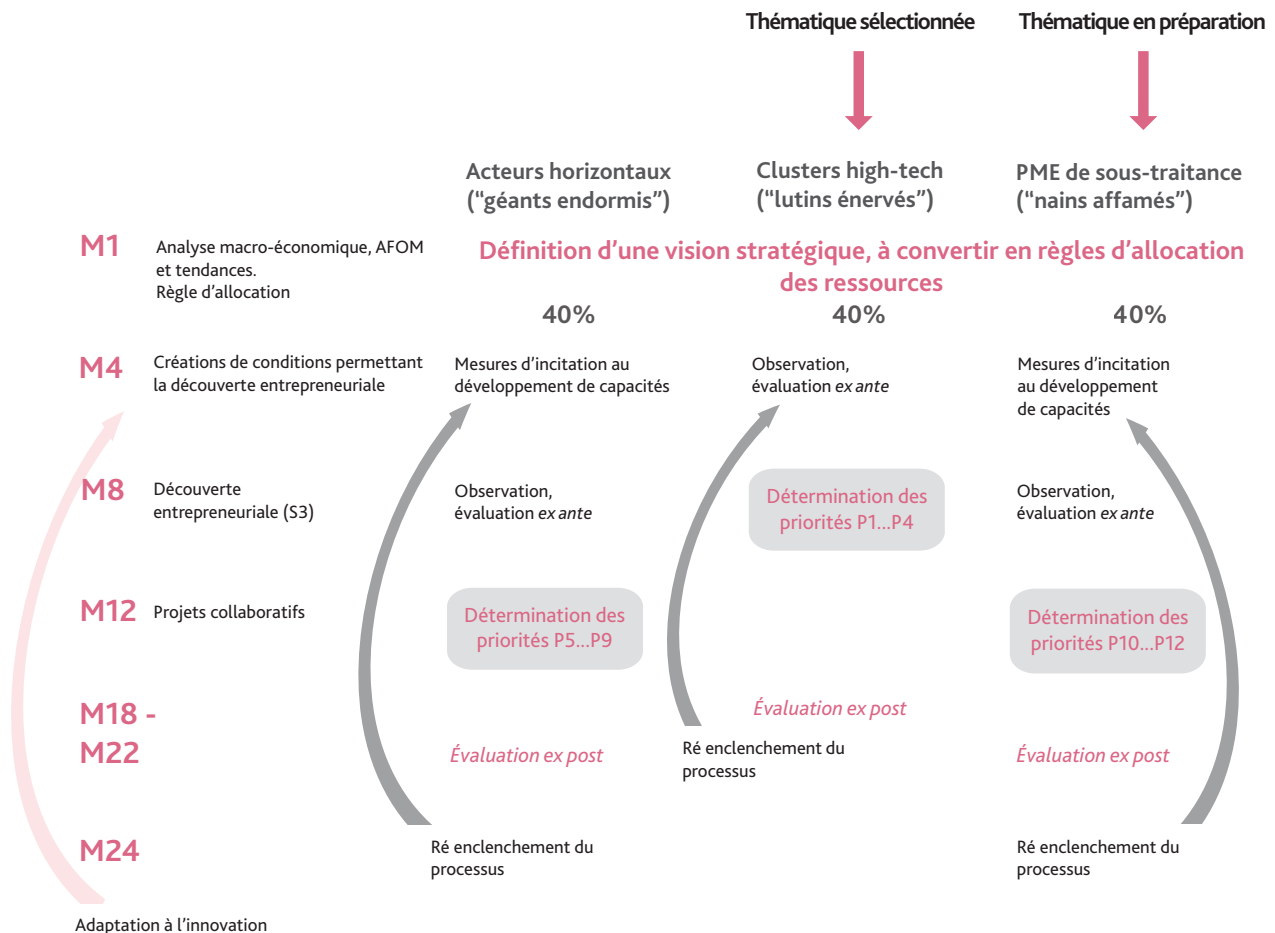 Thématique sélectionnée
Thématique en préparation
Acteurs horizontaux
(“géants endormis”)
Clusters high-tech
(“lutins énervés”)
PME de sous-traitance
(“nains affamés”)
M1
Analyse macro-économique, AFOM
et tendances.
Règle d’allocation
Définition d’une vision stratégique, à convertir en règles d’allocation
des ressources
40%
40%
40%
M4
Créations de conditions permettant
la découverte entrepreneuriale
Mesures d’incitation au
développement de capacités
Observation,
évaluation ex ante
Mesures d’incitation
au développement
de capacités
M8
Découverte
entrepreneuriale (S3)
Observation,
évaluation ex ante
Détermination des
priorités P1...P4
Observation,
évaluation ex ante
M12
Projets collaboratifs
Détermination des
priorités P5...P9
Détermination des
priorités P10...P12
M18 -
M22
Évaluation ex post
Évaluation ex post
Ré enclenchement du
processus
Évaluation ex post
M24
Ré enclenchement du
processus
Ré enclenchement du
processus
Adaptation à l’innovation